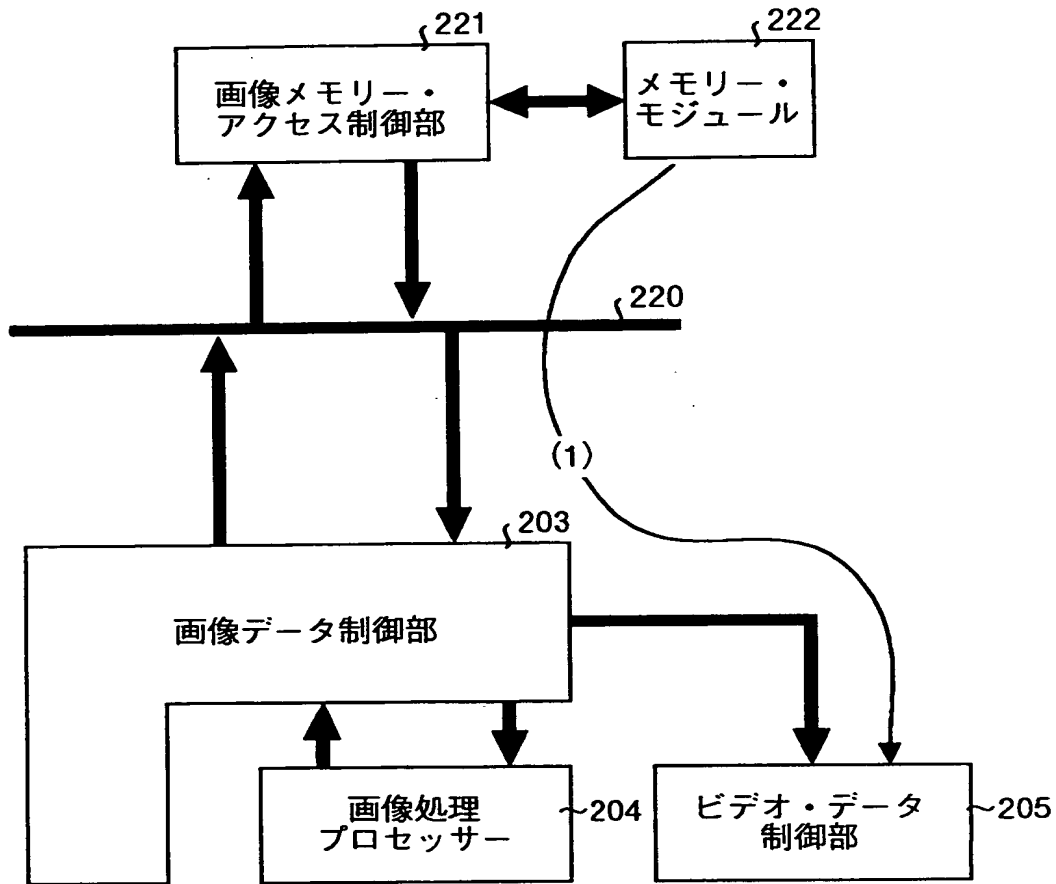 221
画像メモリー・
アクセス制御部
222
メモリー・
モジュール
220
(1)
203
画像データ制御部
画像処理
プロセッサー
204
ビデオ・データ
制御部
205